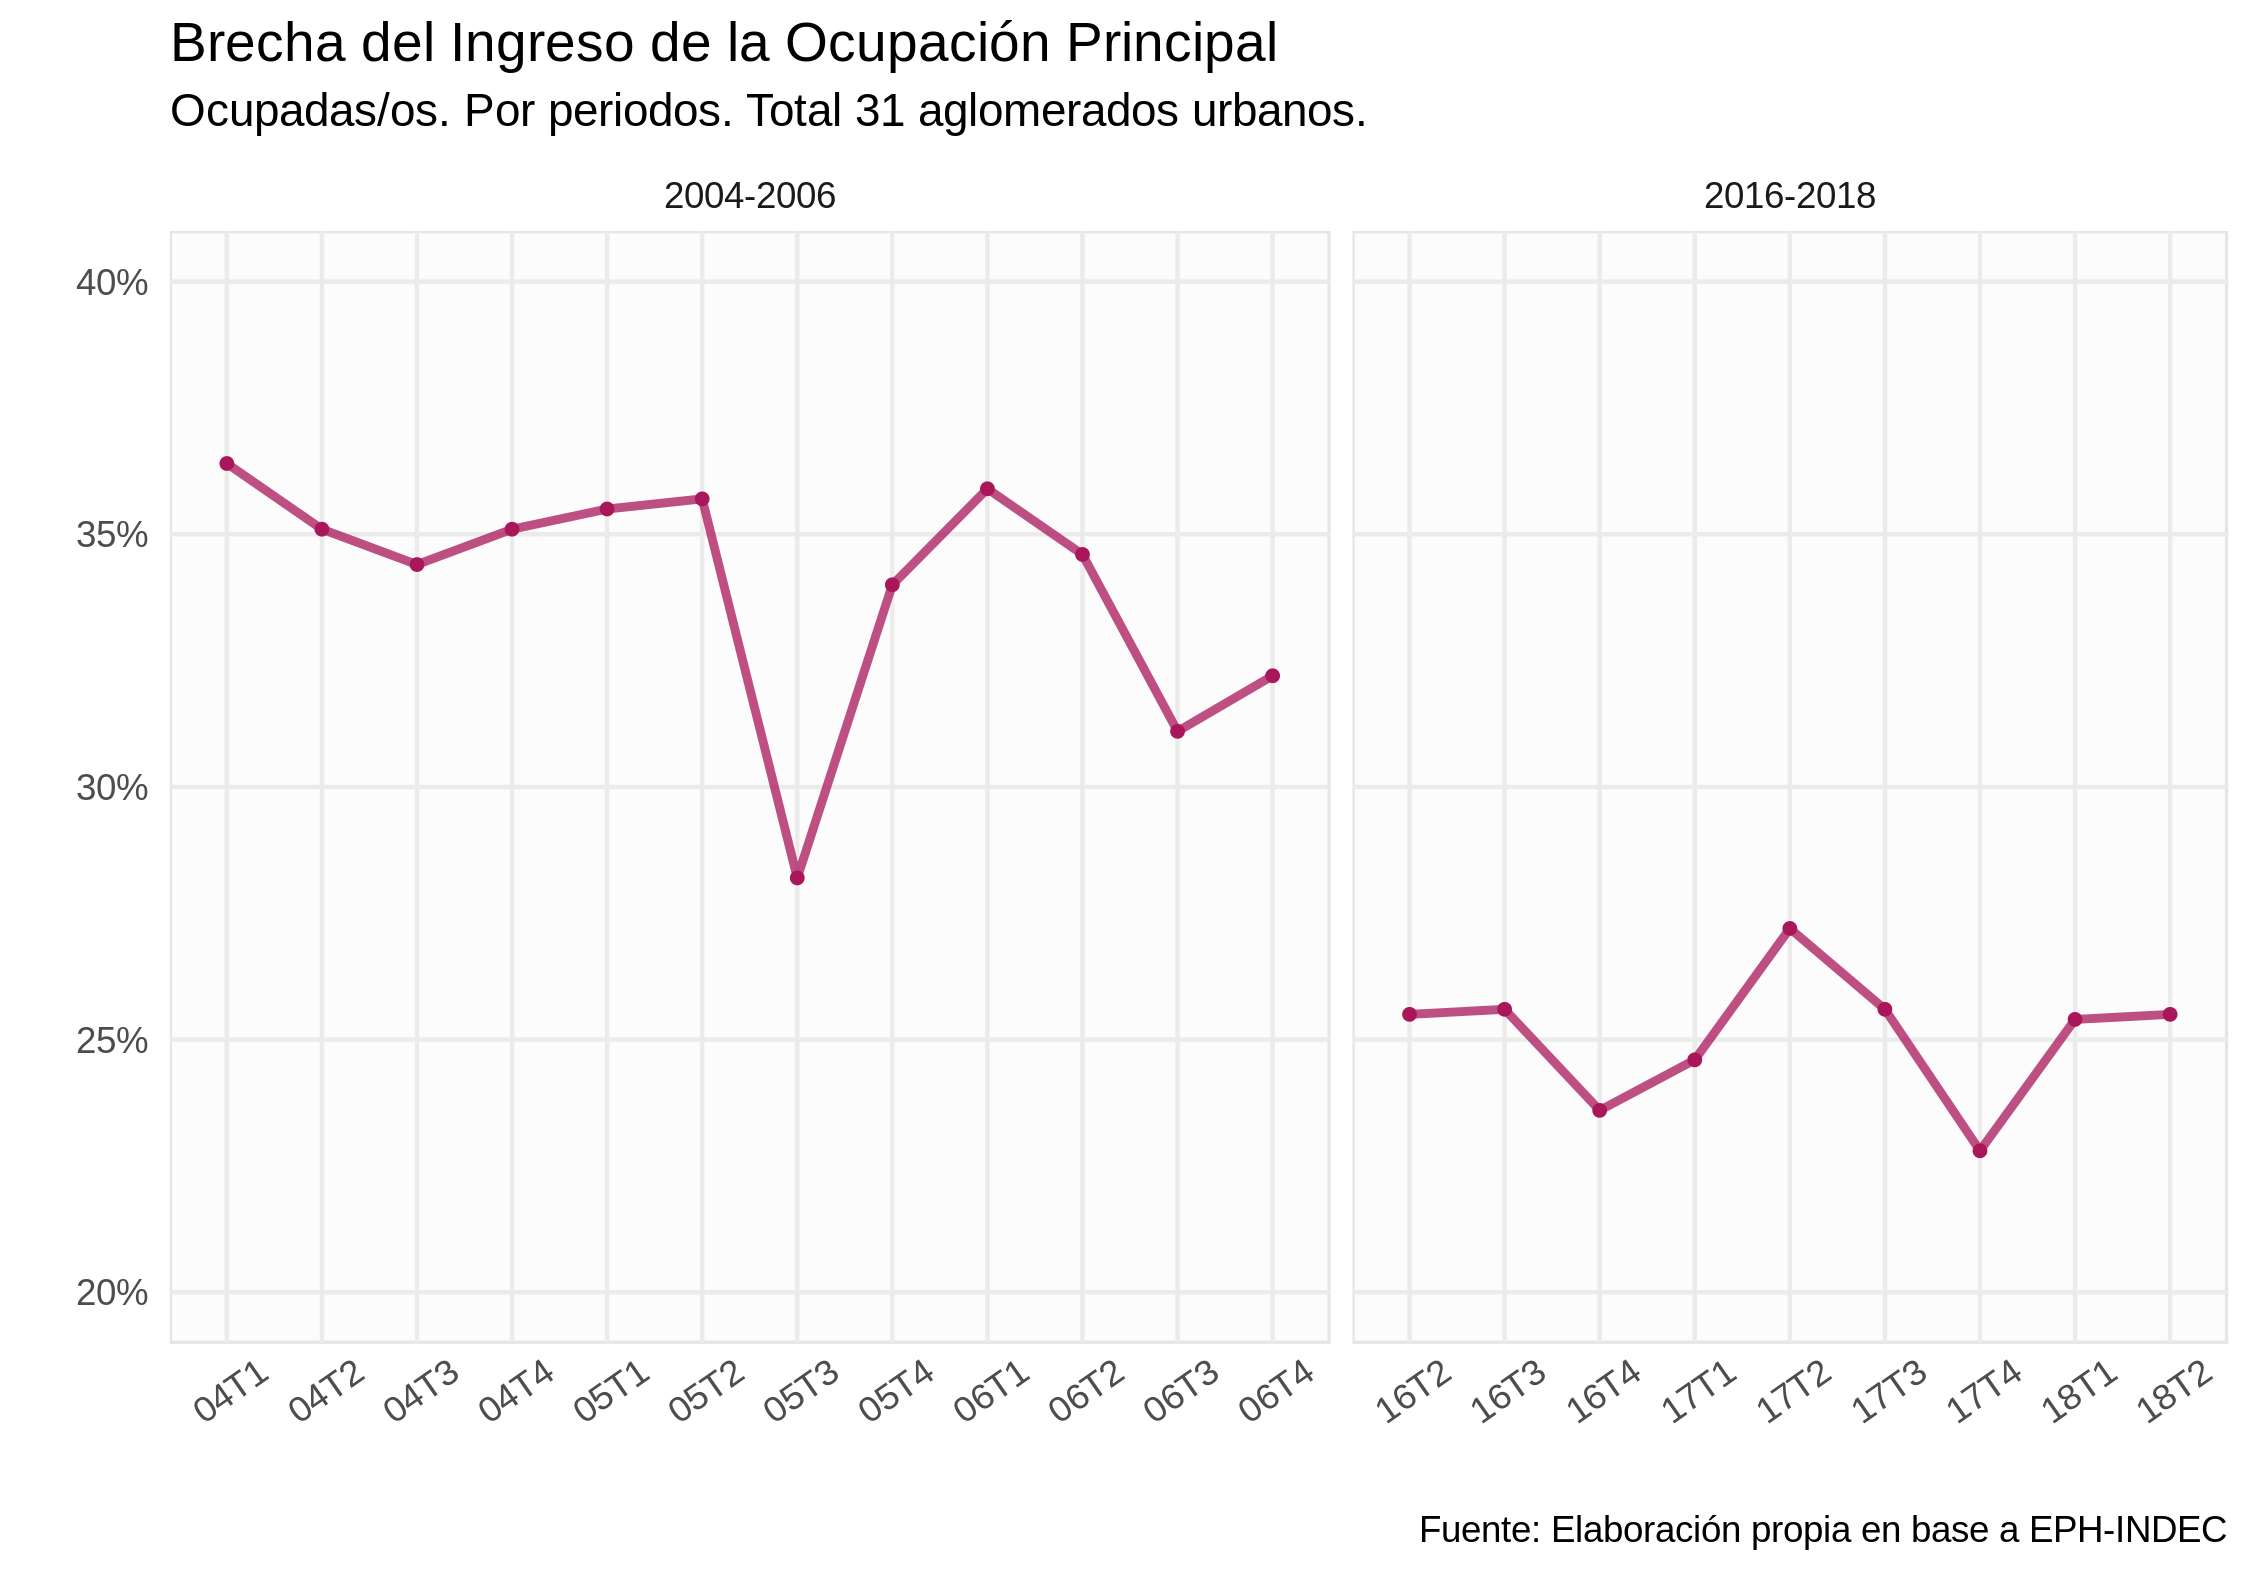 Brecha del Ingreso de la Ocupación Principal
Ocupadas/os. Por periodos. Total 31 aglomerados urbanos.
2004-2006 2016-2018
40%
35%
30%
25%
20%
04T1 04T2 04T3 04T4 05T1 05T2 05T3 05T4 06T1 06T2 06T3 06T4 16T2 16T3 16T4 17T1 17T2 17T3 17T4 18T1 18T2
Fuente: Elaboración propia en base a EPH-INDEC